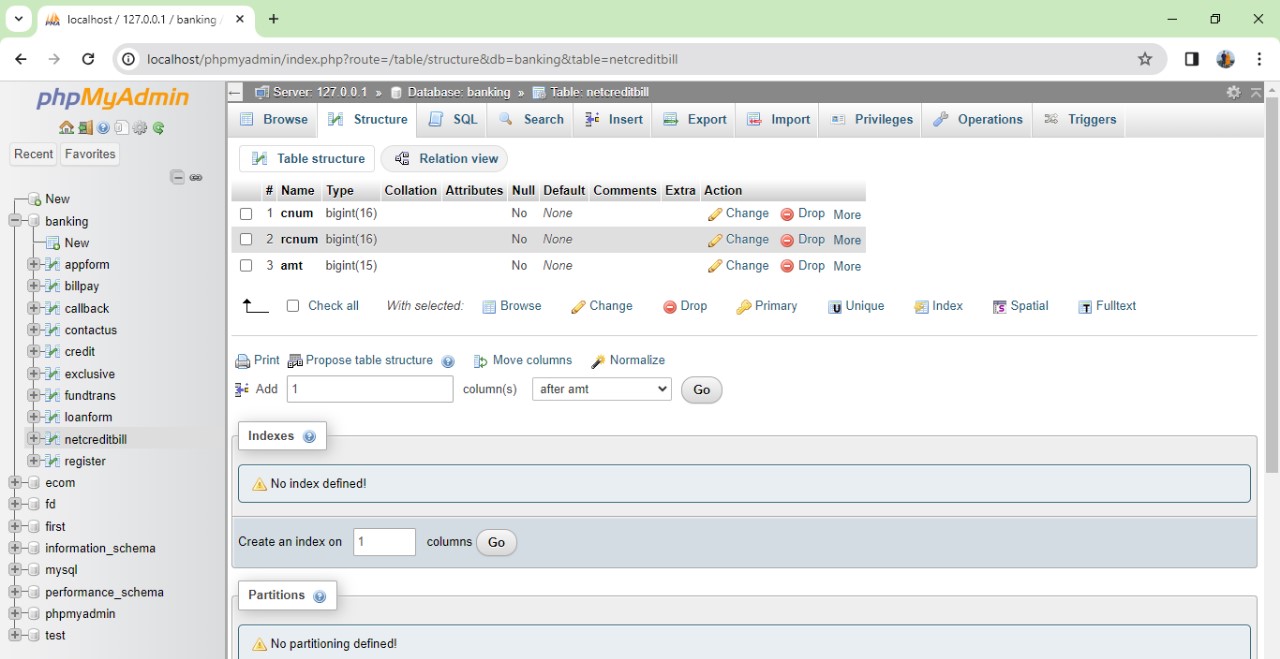 localhost / 127.0.0.1 / banking /
localhost/phpmyadmin/index.php?route=/table/structure&db=banking&table=netcreditbill
phpMyAdmin
Recent Favorites
New
banking
New
appform
billpay
callback
contactus
credit
exclusive
fundtrans
loanform
netcreditbill
register
ecom
fd
first
information_schema
mysql
performance_schema
phpmyadmin
test
Server: 127.0.0.1 » Database: banking » Table: netcreditbill
Browse Structure SQL Search Insert Export Import Privileges Operations Triggers
Table structure Relation view
# Name Type Collation Attributes Null Default Comments Extra Action
1 cnum bigint(16) No None Change Drop More
2 rcnum bigint(16) No None Change Drop More
3 amt bigint(15) No None Change Drop More
Check all With selected: Browse Change Drop Primary Unique Index Spatial Fulltext
Print Propose table structure Move columns Normalize
Add 1 column(s) after amt Go
Indexes
No index defined!
Create an index on 1 columns Go
Partitions
No partitioning defined!